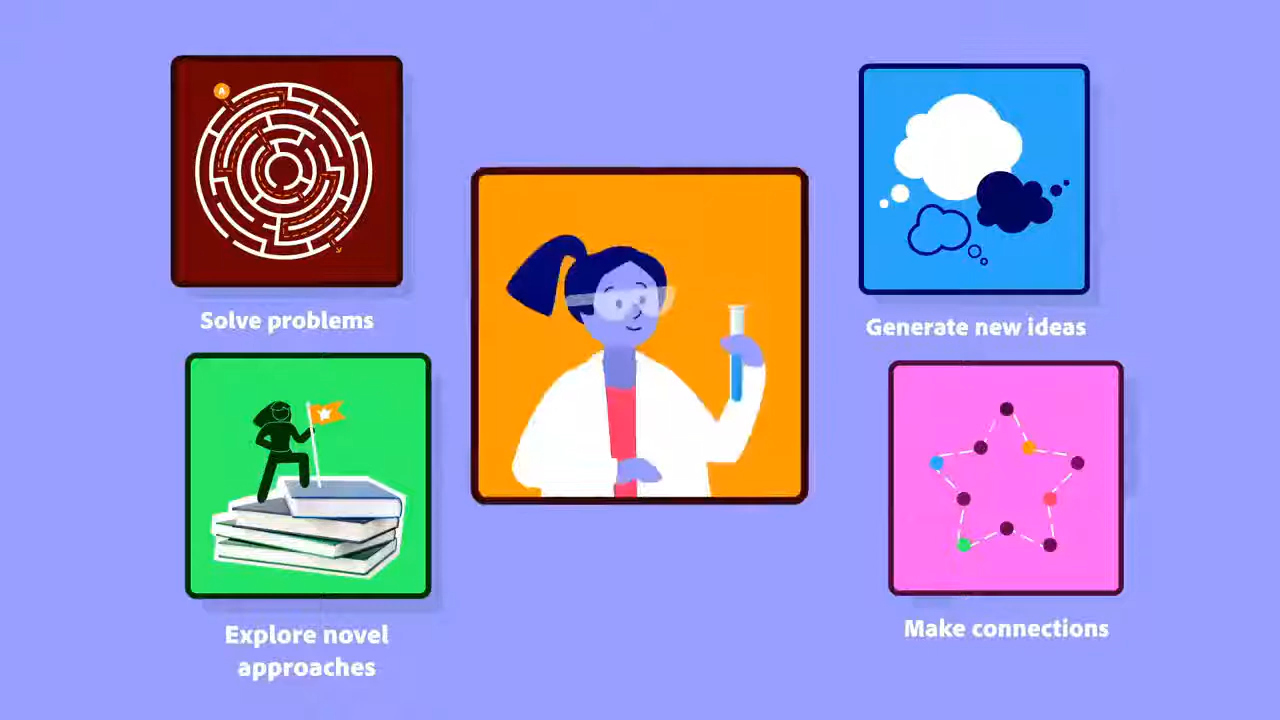 A
Solve problems
Generate new ideas
Explore novel
approaches
Make connections